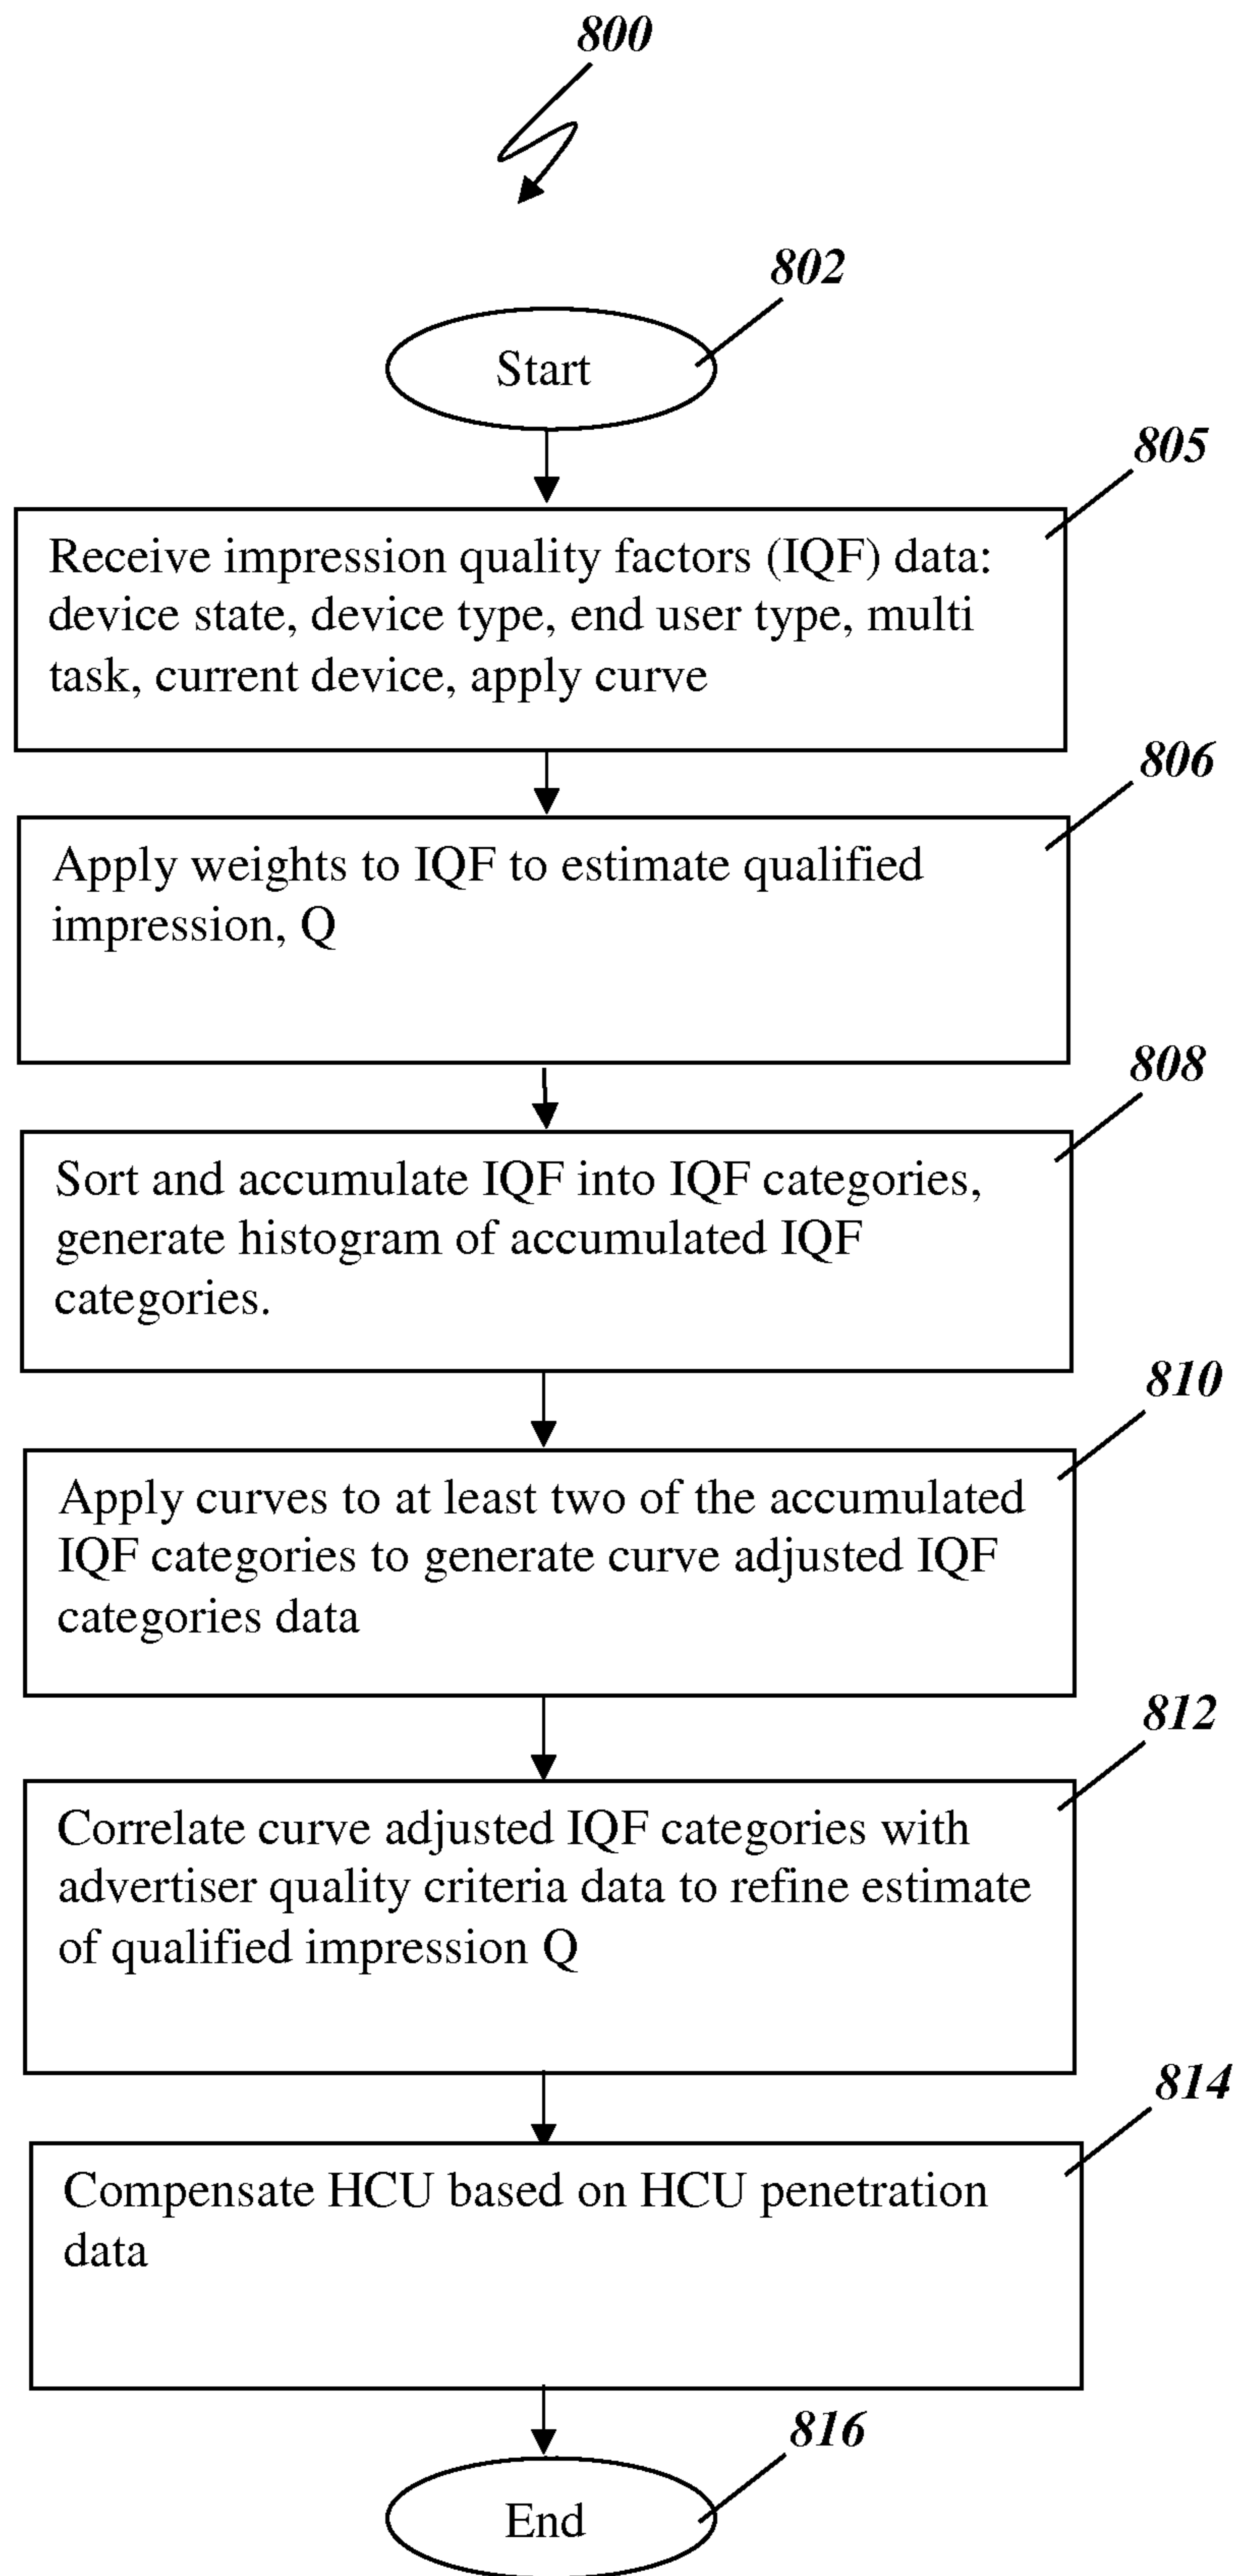 800
802
Start
805
Receive impression quality factors (IQF) data:
device state, device type, end user type, multi
task, current device, apply curve
806
Apply weights to IQF to estimate qualified
impression, Q
808
Sort and accumulate IQF into IQF categories,
generate histogram of accumulated IQF
categories.
810
Apply curves to at least two of the accumulated
IQF categories to generate curve adjusted IQF
categories data
812
Correlate curve adjusted IQF categories with
advertiser quality criteria data to refine estimate
of qualified impression Q
814
Compensate HCU based on HCU penetration
data
816
End